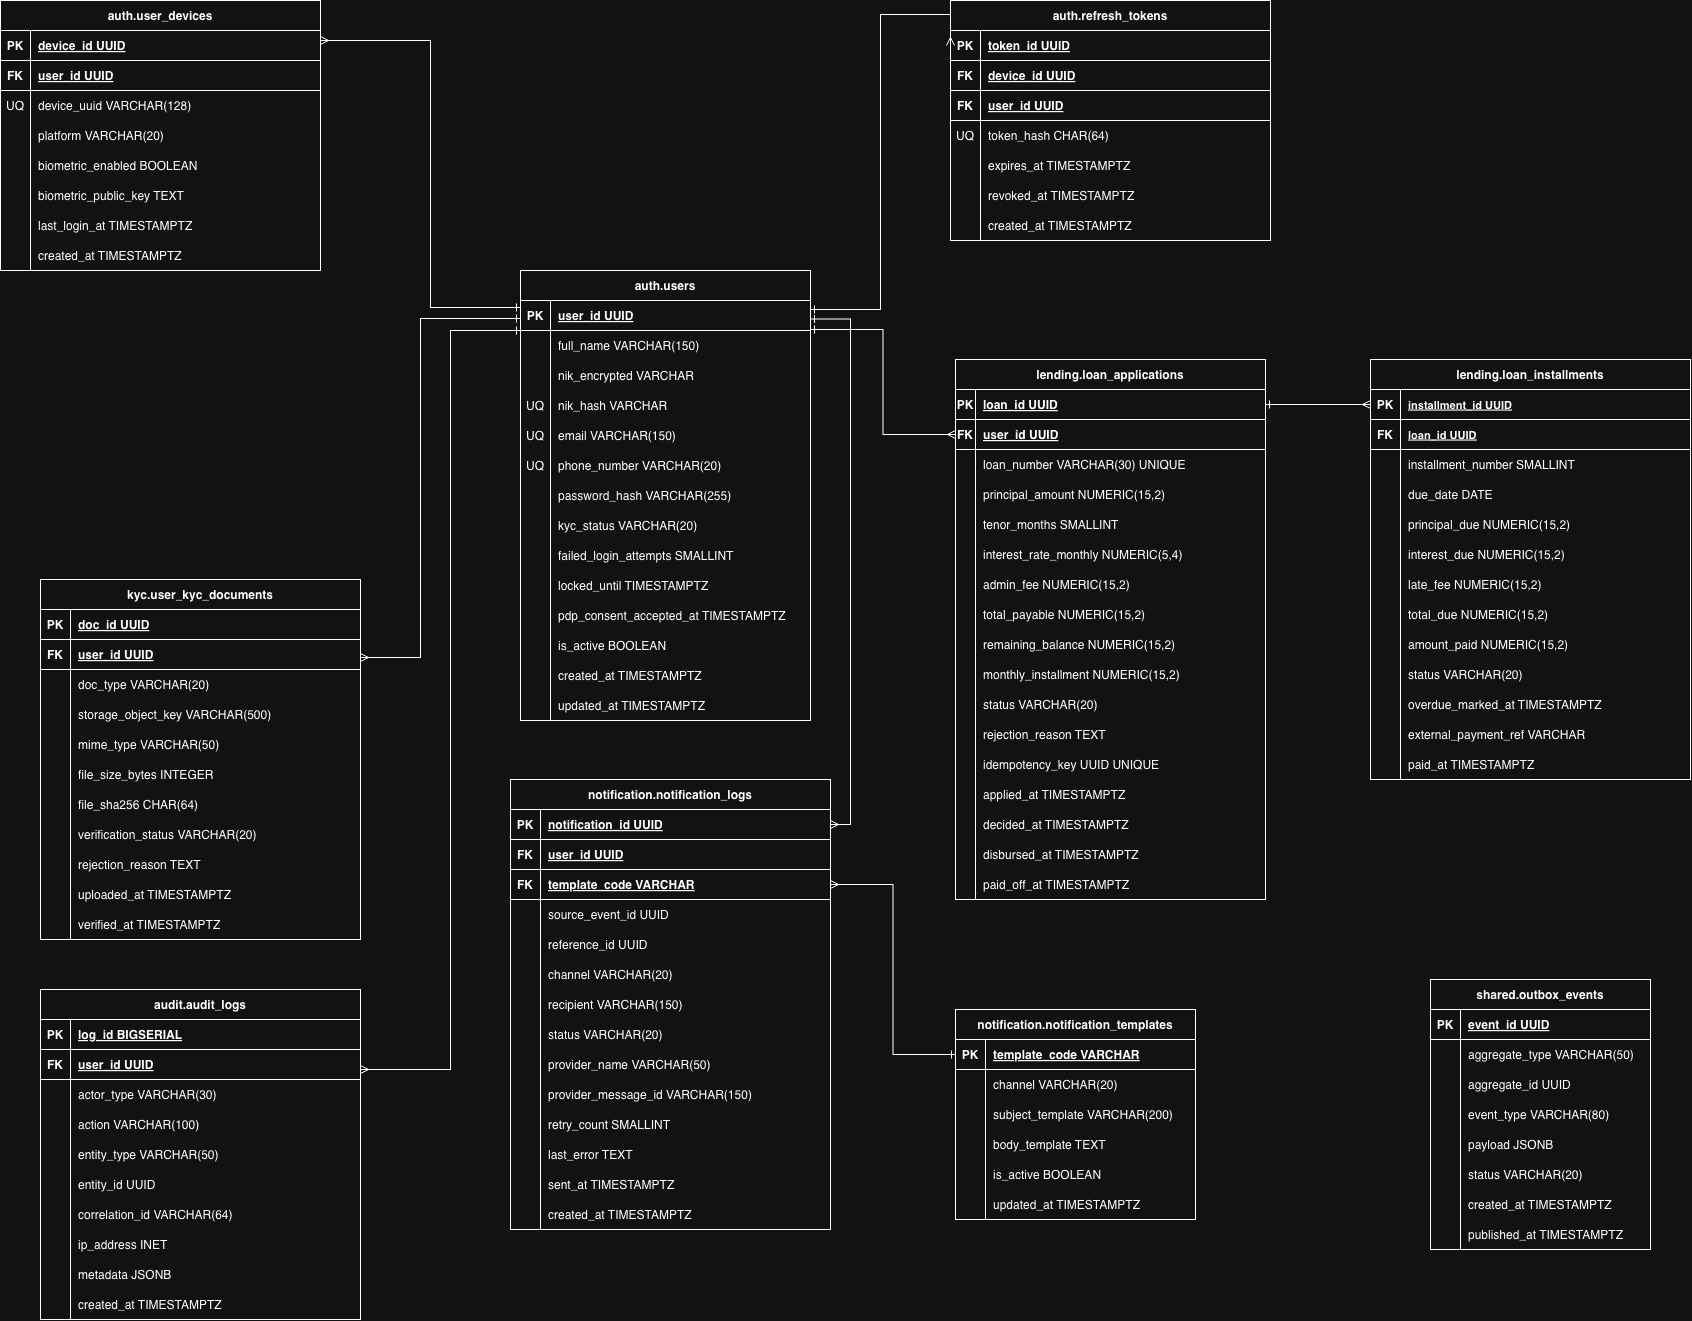 auth.user_devices
PK device_id UUID
FK user_id UUID
UQ device_uuid VARCHAR(128)
platform VARCHAR(20)
biometric_enabled BOOLEAN
biometric_public_key TEXT
last_login_at TIMESTAMPTZ
created_at TIMESTAMPTZ
auth.refresh_tokens
PK token_id UUID
FK device_id UUID
FK user_id UUID
UQ token_hash CHAR(64)
expires_at TIMESTAMPTZ
revoked_at TIMESTAMPTZ
created_at TIMESTAMPTZ
auth.users
PK user_id UUID
full_name VARCHAR(150)
nik_encrypted VARCHAR
UQ nik_hash VARCHAR
UQ email VARCHAR(150)
UQ phone_number VARCHAR(20)
password_hash VARCHAR(255)
kyc_status VARCHAR(20)
failed_login_attempts SMALLINT
locked_until TIMESTAMPTZ
pdp_consent_accepted_at TIMESTAMPTZ
is_active BOOLEAN
created_at TIMESTAMPTZ
updated_at TIMESTAMPTZ
lending.loan_applications
PK loan_id UUID
FK user_id UUID
loan_number VARCHAR(30) UNIQUE
principal_amount NUMERIC(15,2)
tenor_months SMALLINT
interest_rate_monthly NUMERIC(5,4)
admin_fee NUMERIC(15,2)
total_payable NUMERIC(15,2)
remaining_balance NUMERIC(15,2)
monthly_installment NUMERIC(15,2)
status VARCHAR(20)
rejection_reason TEXT
idempotency_key UUID UNIQUE
applied_at TIMESTAMPTZ
decided_at TIMESTAMPTZ
disbursed_at TIMESTAMPTZ
paid_off_at TIMESTAMPTZ
lending.loan_installments
PK installment_id UUID
FK loan_id UUID
installment_number SMALLINT
due_date DATE
principal_due NUMERIC(15,2)
interest_due NUMERIC(15,2)
late_fee NUMERIC(15,2)
total_due NUMERIC(15,2)
amount_paid NUMERIC(15,2)
status VARCHAR(20)
overdue_marked_at TIMESTAMPTZ
external_payment_ref VARCHAR
paid_at TIMESTAMPTZ
kyc.user_kyc_documents
PK doc_id UUID
FK user_id UUID
doc_type VARCHAR(20)
storage_object_key VARCHAR(500)
mime_type VARCHAR(50)
file_size_bytes INTEGER
file_sha256 CHAR(64)
verification_status VARCHAR(20)
rejection_reason TEXT
uploaded_at TIMESTAMPTZ
verified_at TIMESTAMPTZ
notification.notification_logs
PK notification_id UUID
FK user_id UUID
FK template_code VARCHAR
source_event_id UUID
reference_id UUID
channel VARCHAR(20)
recipient VARCHAR(150)
status VARCHAR(20)
provider_name VARCHAR(50)
provider_message_id VARCHAR(150)
retry_count SMALLINT
last_error TEXT
sent_at TIMESTAMPTZ
created_at TIMESTAMPTZ
audit.audit_logs
PK log_id BIGSERIAL
FK user_id UUID
actor_type VARCHAR(30)
action VARCHAR(100)
entity_type VARCHAR(50)
entity_id UUID
correlation_id VARCHAR(64)
ip_address INET
metadata JSONB
created_at TIMESTAMPTZ
notification.notification_templates
PK template_code VARCHAR
channel VARCHAR(20)
subject_template VARCHAR(200)
body_template TEXT
is_active BOOLEAN
updated_at TIMESTAMPTZ
shared.outbox_events
PK event_id UUID
aggregate_type VARCHAR(50)
aggregate_id UUID
event_type VARCHAR(80)
payload JSONB
status VARCHAR(20)
created_at TIMESTAMPTZ
published_at TIMESTAMPTZ